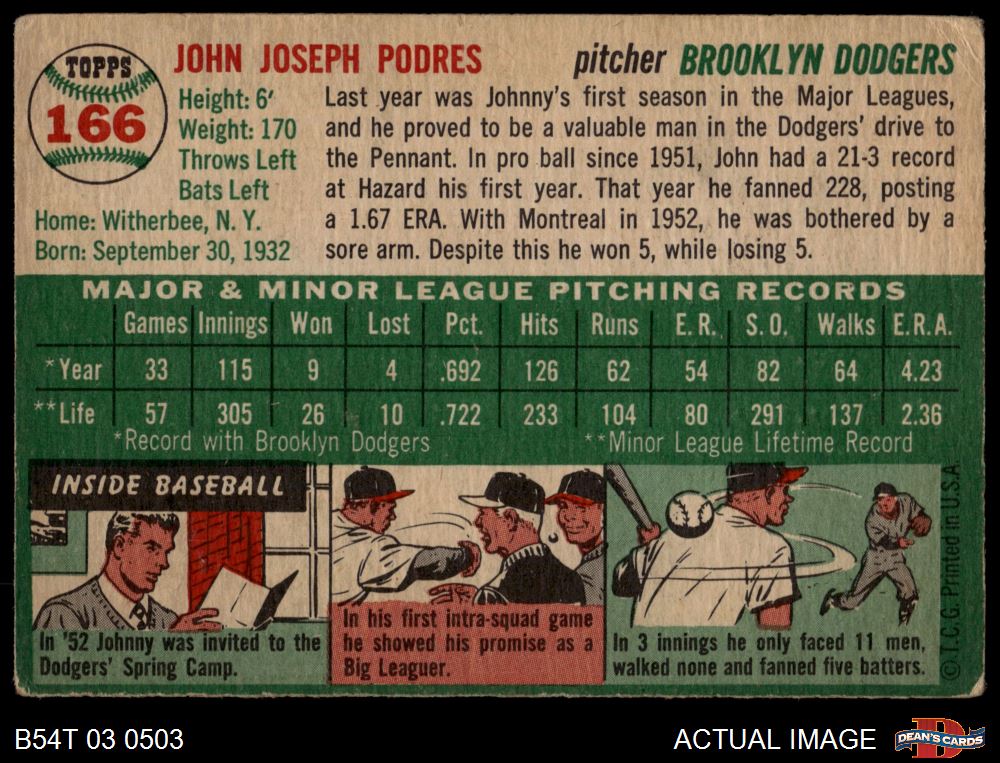 TOPPS
166
JOHN JOSEPH PODRES
pitcher BROOKLYN DODGERS
Height: 6'
Weight: 170
Throws Left
Bats Left
Home: Witherbee, N. Y.
Born: September 30, 1932
Last year was Johnny's first season in the Major Leagues,
and he proved to be a valuable man in the Dodgers' drive to
the Pennant. In pro ball since 1951, John had a 21-3 record
at Hazard his first year. That year he fanned 228, posting
a 1.67 ERA. With Montreal in 1952, he was bothered by a
sore arm. Despite this he won 5, while losing 5.
MAJOR & MINOR LEAGUE PITCHING RECORDS
Games Innings Won Lost Pct. Hits Runs E.R. S.O. Walks E.R.A.
*Year 33 115 9 4 .692 126 62 54 82 64 4.23
**Life 57 305 26 10 .722 233 104 80 291 137 2.36
*Record with Brooklyn Dodgers **Minor League Lifetime Record
INSIDE BASEBALL
In '52 Johnny was invited to the
Dodgers' Spring Camp.
In his first intra-squad game
he showed his promise as a
Big Leaguer.
In 3 innings he only faced 11 men,
walked none and fanned five batters.
© T.C.G. Printed in U.S.A.
B54T 03 0503
ACTUAL IMAGE
DEAN'S CARDS